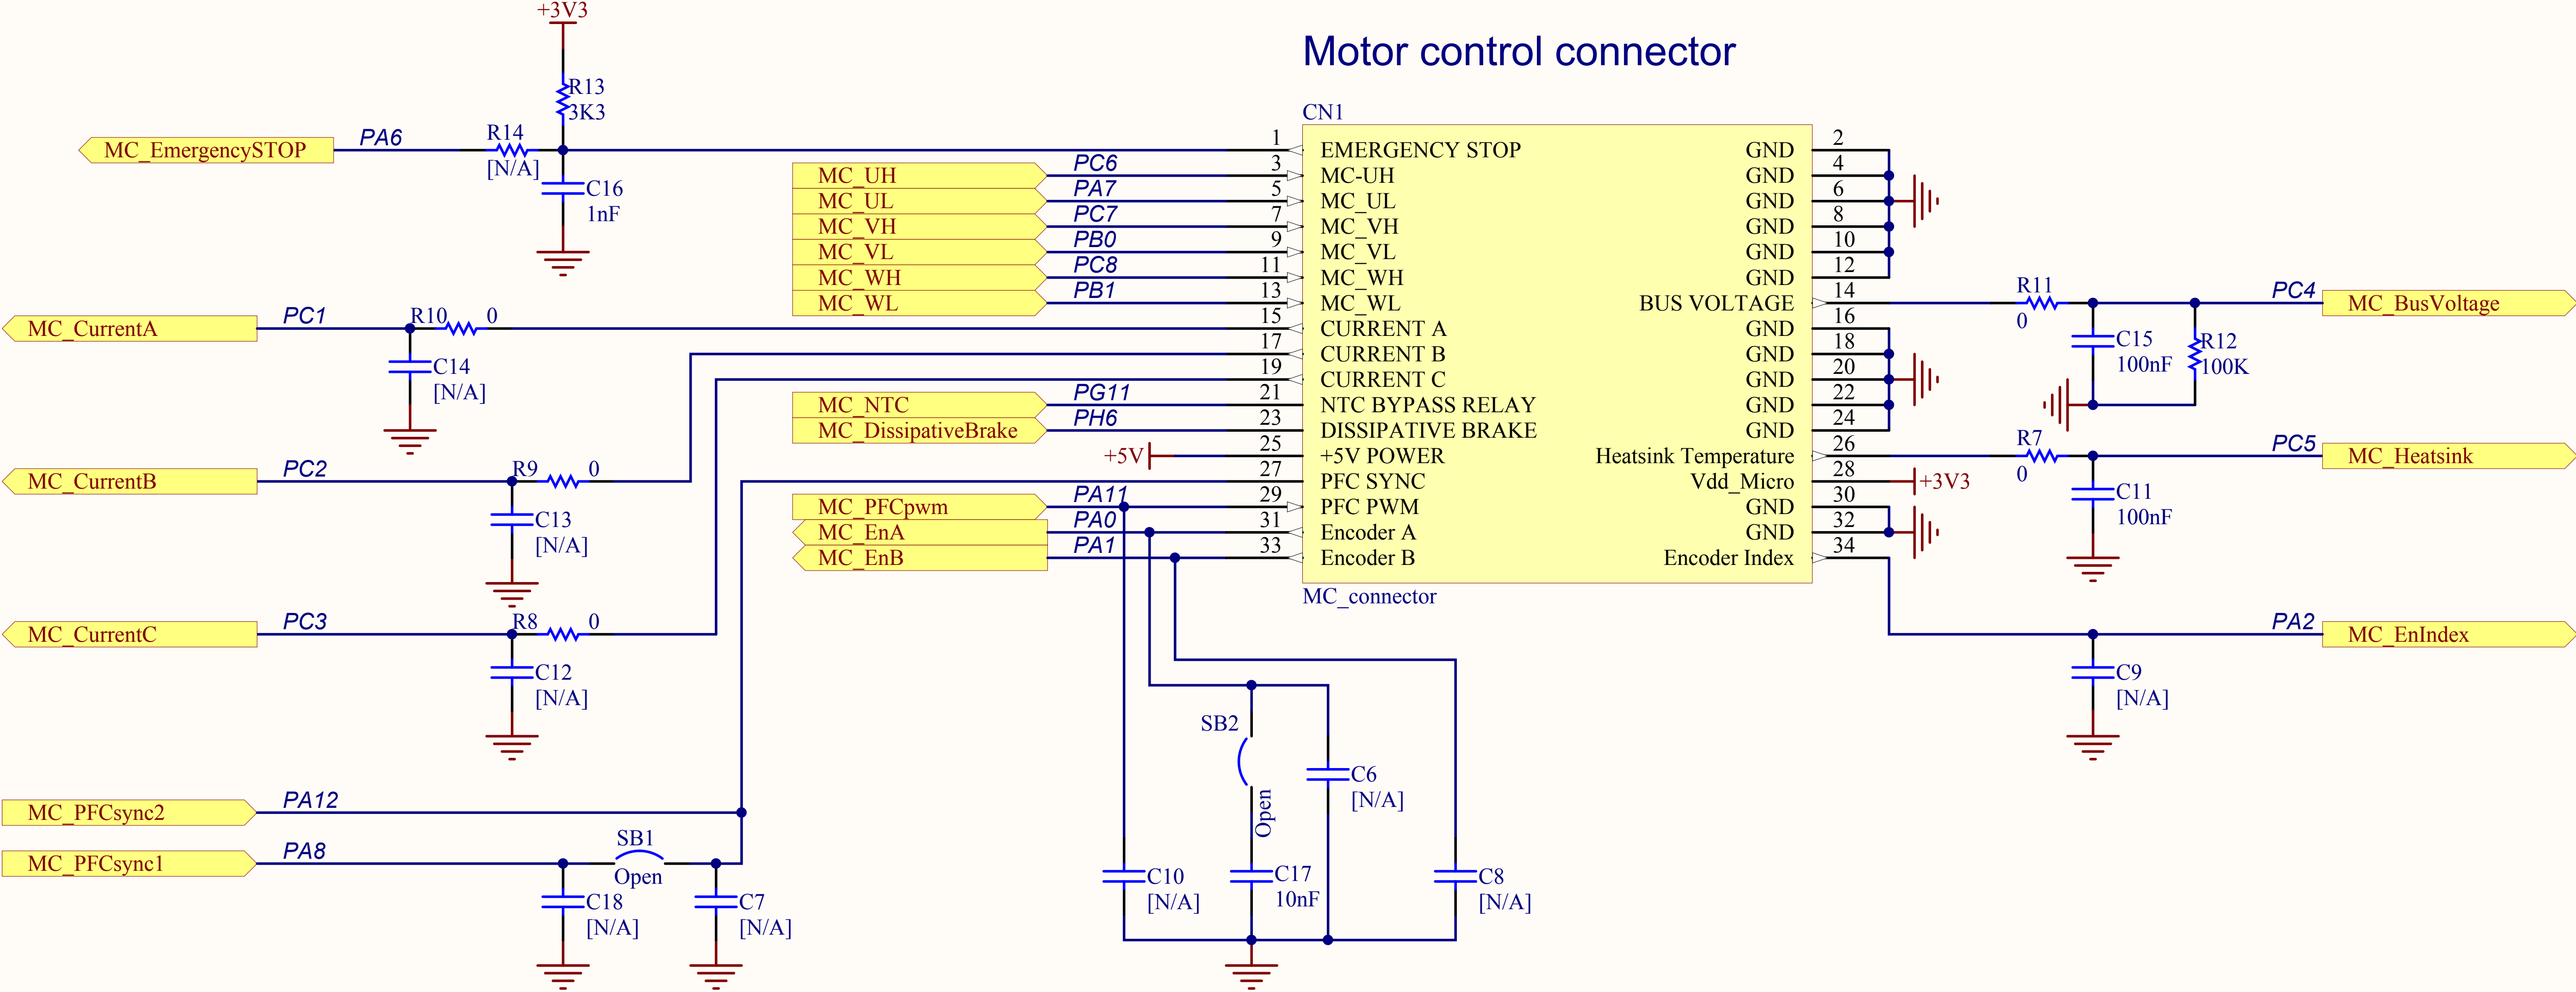 +3V3
Motor control connector
R13
3K3
CN1
MC_EmergencySTOP
PA6
R14
[N/A]
C16
1nF
1
EMERGENCY STOP
GND
2
MC_UH
PC6
3
MC-UH
GND
4
MC_UL
PA7
5
MC_UL
GND
6
MC_VH
PC7
7
MC_VH
GND
8
MC_VL
PB0
9
MC_VL
GND
10
MC_WH
PC8
11
MC_WH
GND
12
MC_WL
PB1
13
MC_WL
BUS VOLTAGE
14
R11
0
PC4
MC_BusVoltage
MC_CurrentA
PC1
R10
0
15
CURRENT A
GND
16
C14
[N/A]
17
CURRENT B
GND
18
C15
100nF
R12
100K
19
CURRENT C
GND
20
MC_NTC
PG11
21
NTC BYPASS RELAY
GND
22
MC_DissipativeBrake
PH6
23
DISSIPATIVE BRAKE
GND
24
+5V
25
+5V POWER
Heatsink Temperature
26
R7
0
PC5
MC_Heatsink
MC_CurrentB
PC2
R9
0
27
PFC SYNC
Vdd_Micro
28
+3V3
C11
100nF
C13
[N/A]
MC_PFCpwm
PA11
29
PFC PWM
GND
30
MC_EnA
PA0
31
Encoder A
GND
32
MC_EnB
PA1
33
Encoder B
Encoder Index
34
MC_connector
MC_CurrentC
PC3
R8
0
PA2
MC_EnIndex
C12
[N/A]
C9
[N/A]
SB2
Open
C6
[N/A]
MC_PFCsync2
PA12
MC_PFCsync1
PA8
SB1
Open
C18
[N/A]
C7
[N/A]
C10
[N/A]
C17
10nF
C8
[N/A]